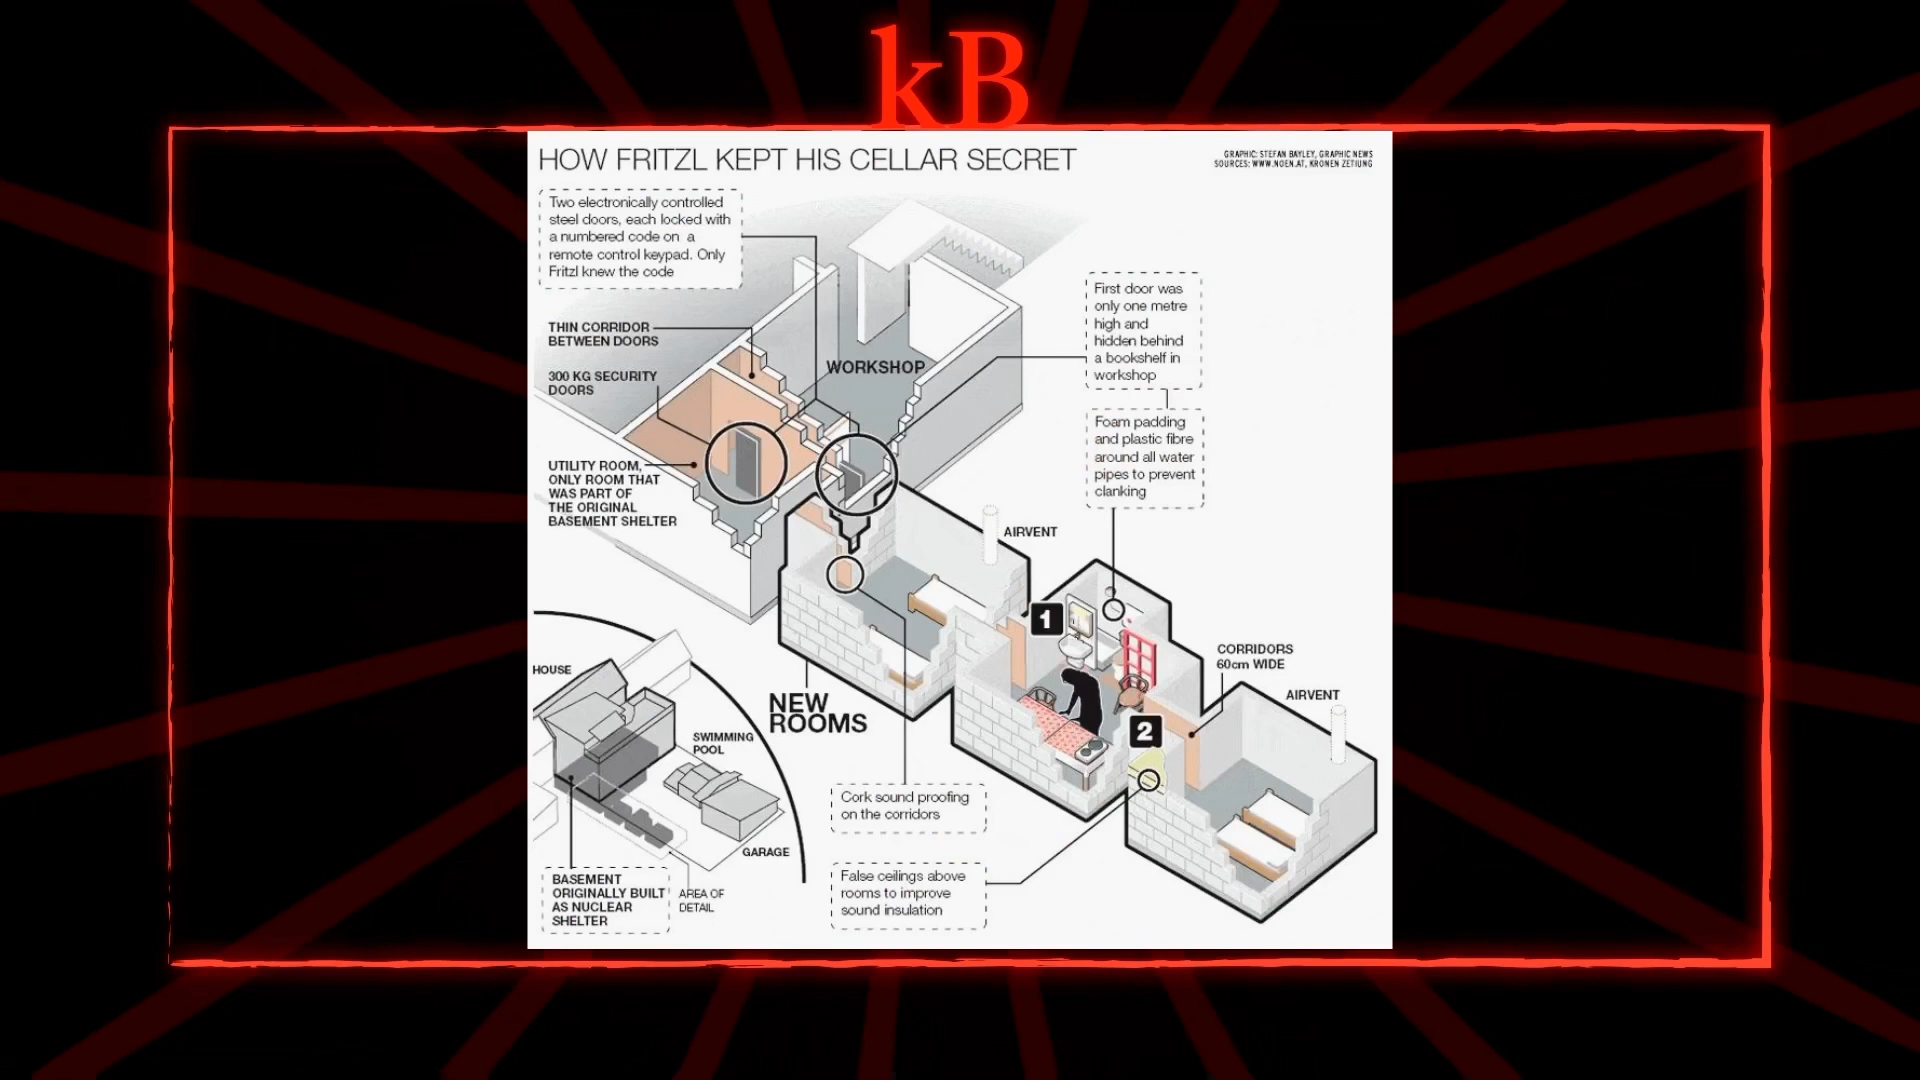 kB
HOW FRITZL KEPT HIS CELLAR SECRET
GRAPHIC: STEFAN BAYLEY, GRAPHIC NEWS
SOURCES: WWW.NOEN.AT, KRONEN ZETIUNG
Two electronically controlled
steel doors, each locked with
a numbered code on a
remote control keypad. Only
Fritzl knew the code
THIN CORRIDOR
BETWEEN DOORS
300 KG SECURITY
DOORS
WORKSHOP
First door was
only one metre
high and
hidden behind
a bookshelf in
workshop
Foam padding
and plastic fibre
around all water
pipes to prevent
clanking
UTILITY ROOM,
ONLY ROOM THAT
WAS PART OF
THE ORIGINAL
BASEMENT SHELTER
AIRVENT
1
CORRIDORS
60cm WIDE
AIRVENT
HOUSE
NEW
ROOMS
2
SWIMMING
POOL
Cork sound proofing
on the corridors
GARAGE
False ceilings above
rooms to improve
sound insulation
BASEMENT
ORIGINALLY BUILT
AS NUCLEAR
SHELTER
AREA OF
DETAIL